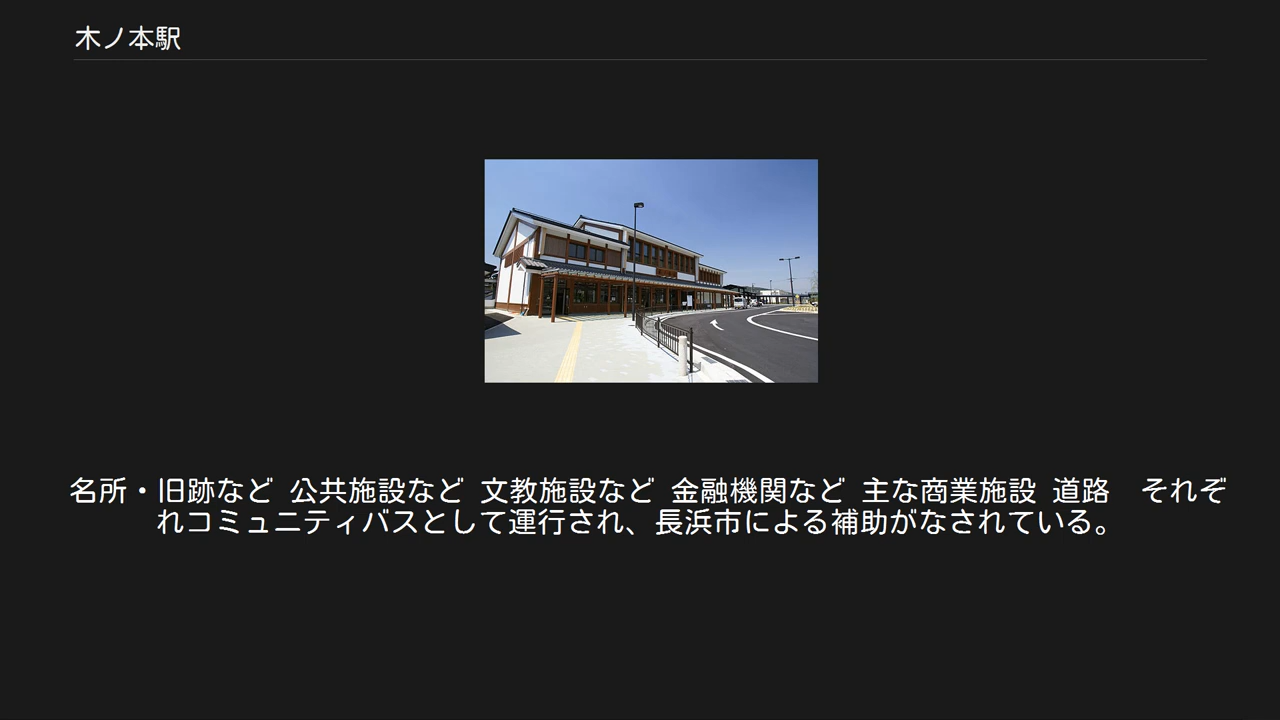 木ノ本駅
名所・旧跡など 公共施設など 文教施設など 金融機関など 主な商業施設 道路　それぞ
れコミュニティバスとして運行され、長浜市による補助がなされている。